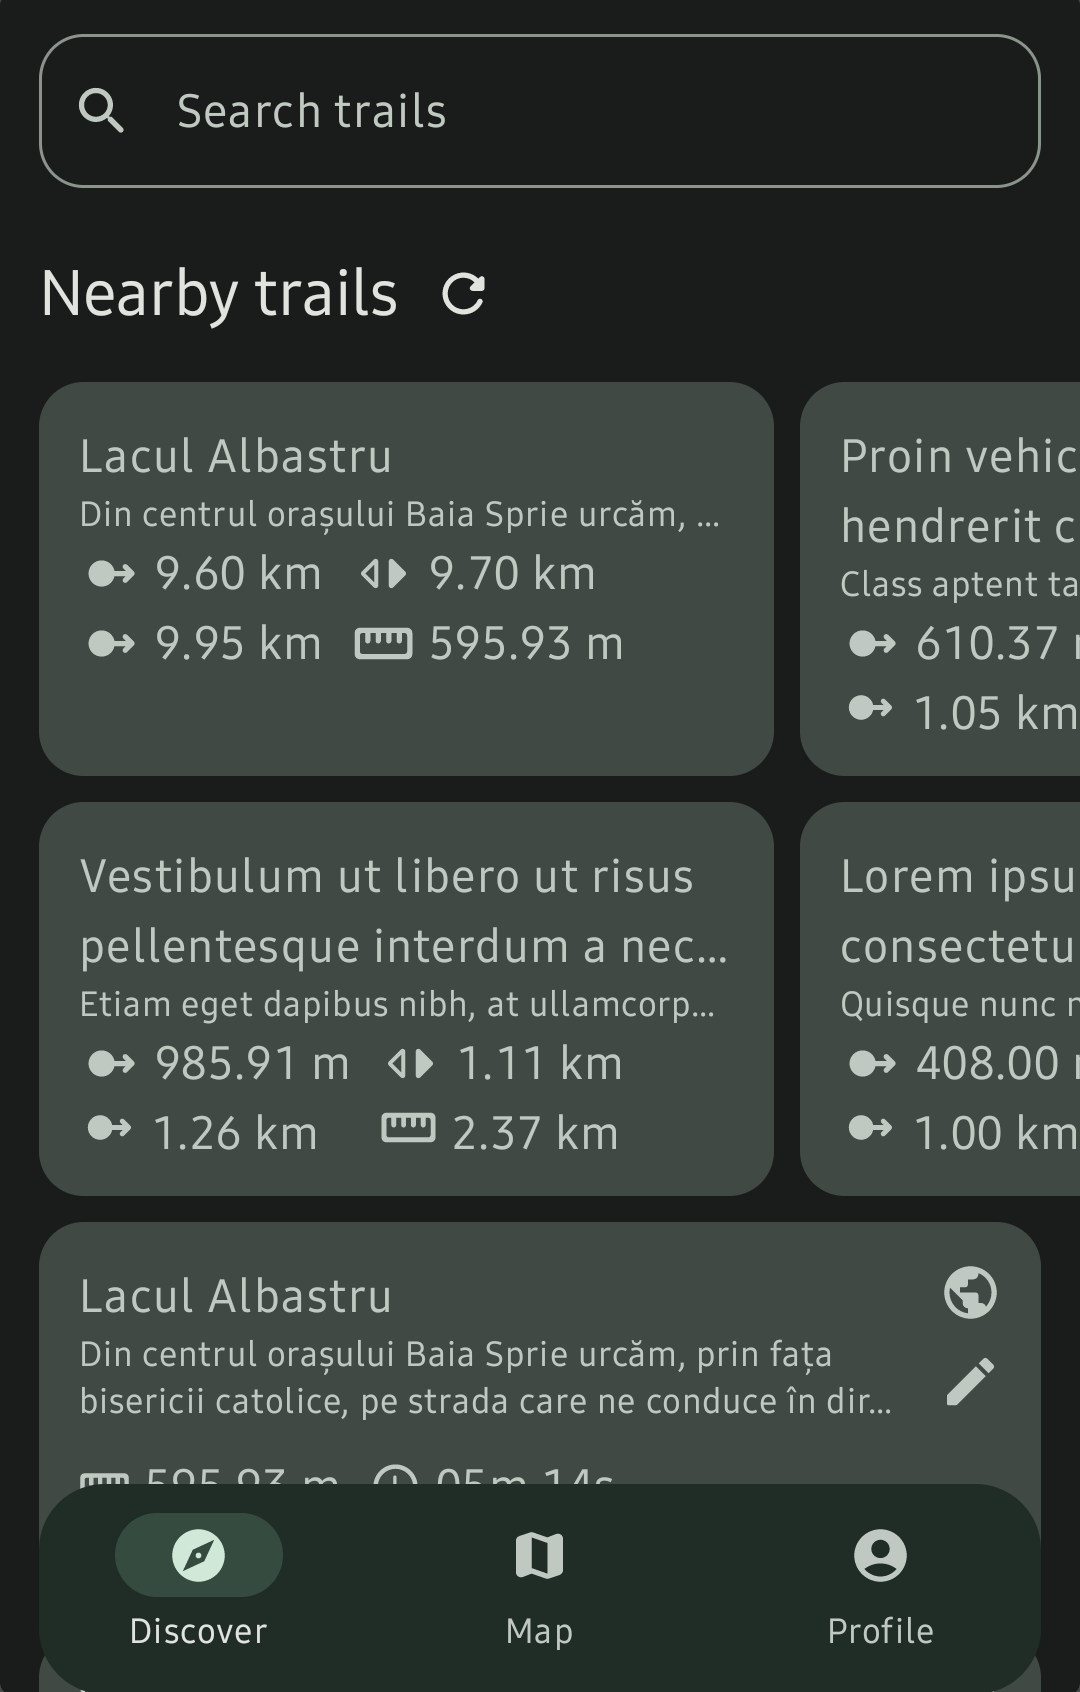 Search trails
Nearby trails
Lacul Albastru
Din centrul orașului Baia Sprie urcăm, ...
9.60 km 9.70 km
9.95 km 595.93 m
Proin vehic
hendrerit c
Class aptent ta
610.37
1.05 km
Vestibulum ut libero ut risus
pellentesque interdum a nec...
Etiam eget dapibus nibh, at ullamcorp...
985.91 m 1.11 km
1.26 km 2.37 km
Lorem ipsu
consectetu
Quisque nunc
408.00
1.00 km
Lacul Albastru
Din centrul orașului Baia Sprie urcăm, prin fața
bisericii catolice, pe strada care ne conduce în dir...
595.93 m 05m 14s
Discover
Map
Profile